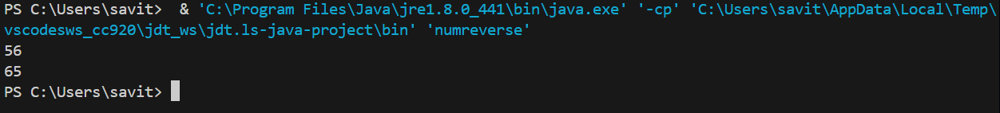 PS C:\Users\savit>  & 'C:\Program Files\Java\jre1.8.0_441\bin\java.exe' '-cp' 'C:\Users\savit\AppData\Local\Temp\
vscodesws_cc920\jdt_ws\jdt.ls-java-project\bin' 'numreverse'
56
65
PS C:\Users\savit>